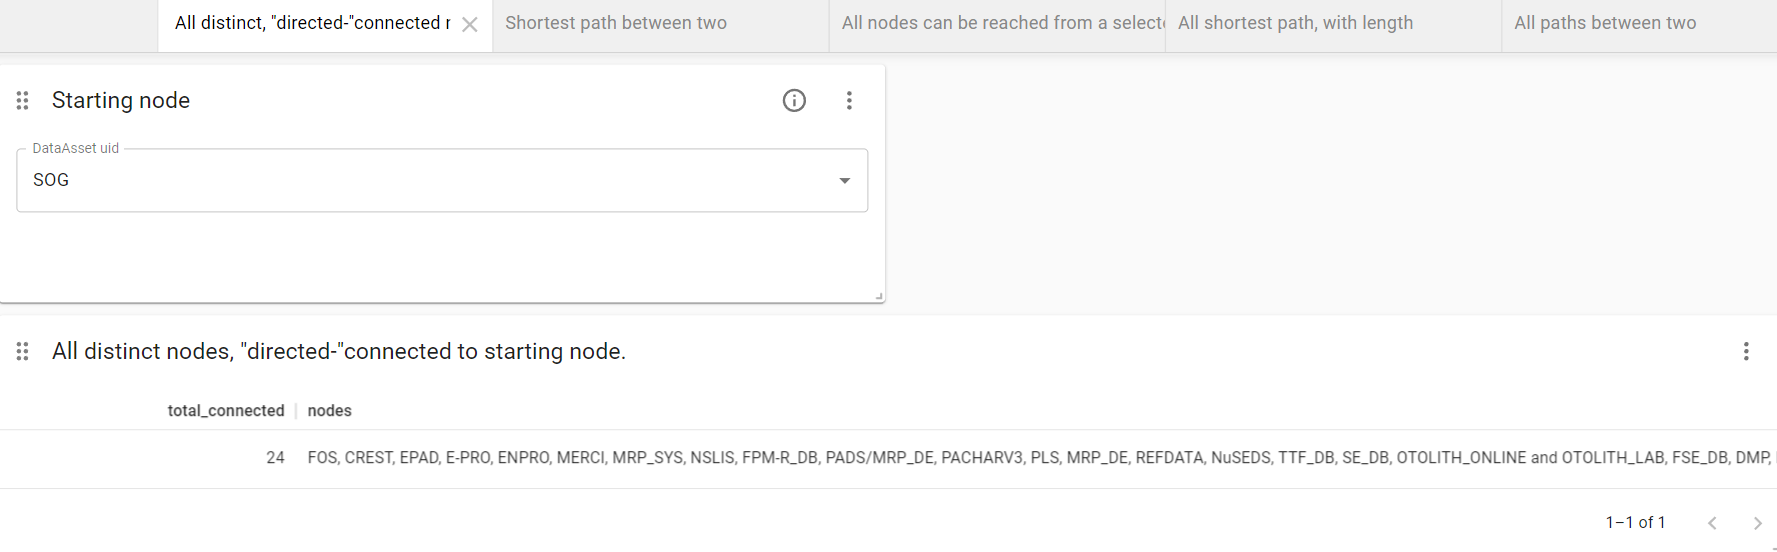 All distinct, "directed-"connected
Shortest path between two
All nodes can be reached from a
All shortest path, with length
All paths between two
Starting node
DataAsset uid
SOG
All distinct nodes, "directed-"connected to starting node.
total_connected
nodes
24
FOS, CREST, EPAD, E-PRO, ENPRO, MERCI, MRP_SYS, NSLIS, FPM-R_DB, PADS/MRP_DE, PACHARV3, PLS, MRP_DE, REFDATA, NuSEDS, TTF_DB, SE_DB, OTOLITH_ONLINE and OTOLITH_LAB, FSE_DB, DMP,
1–1 of 1